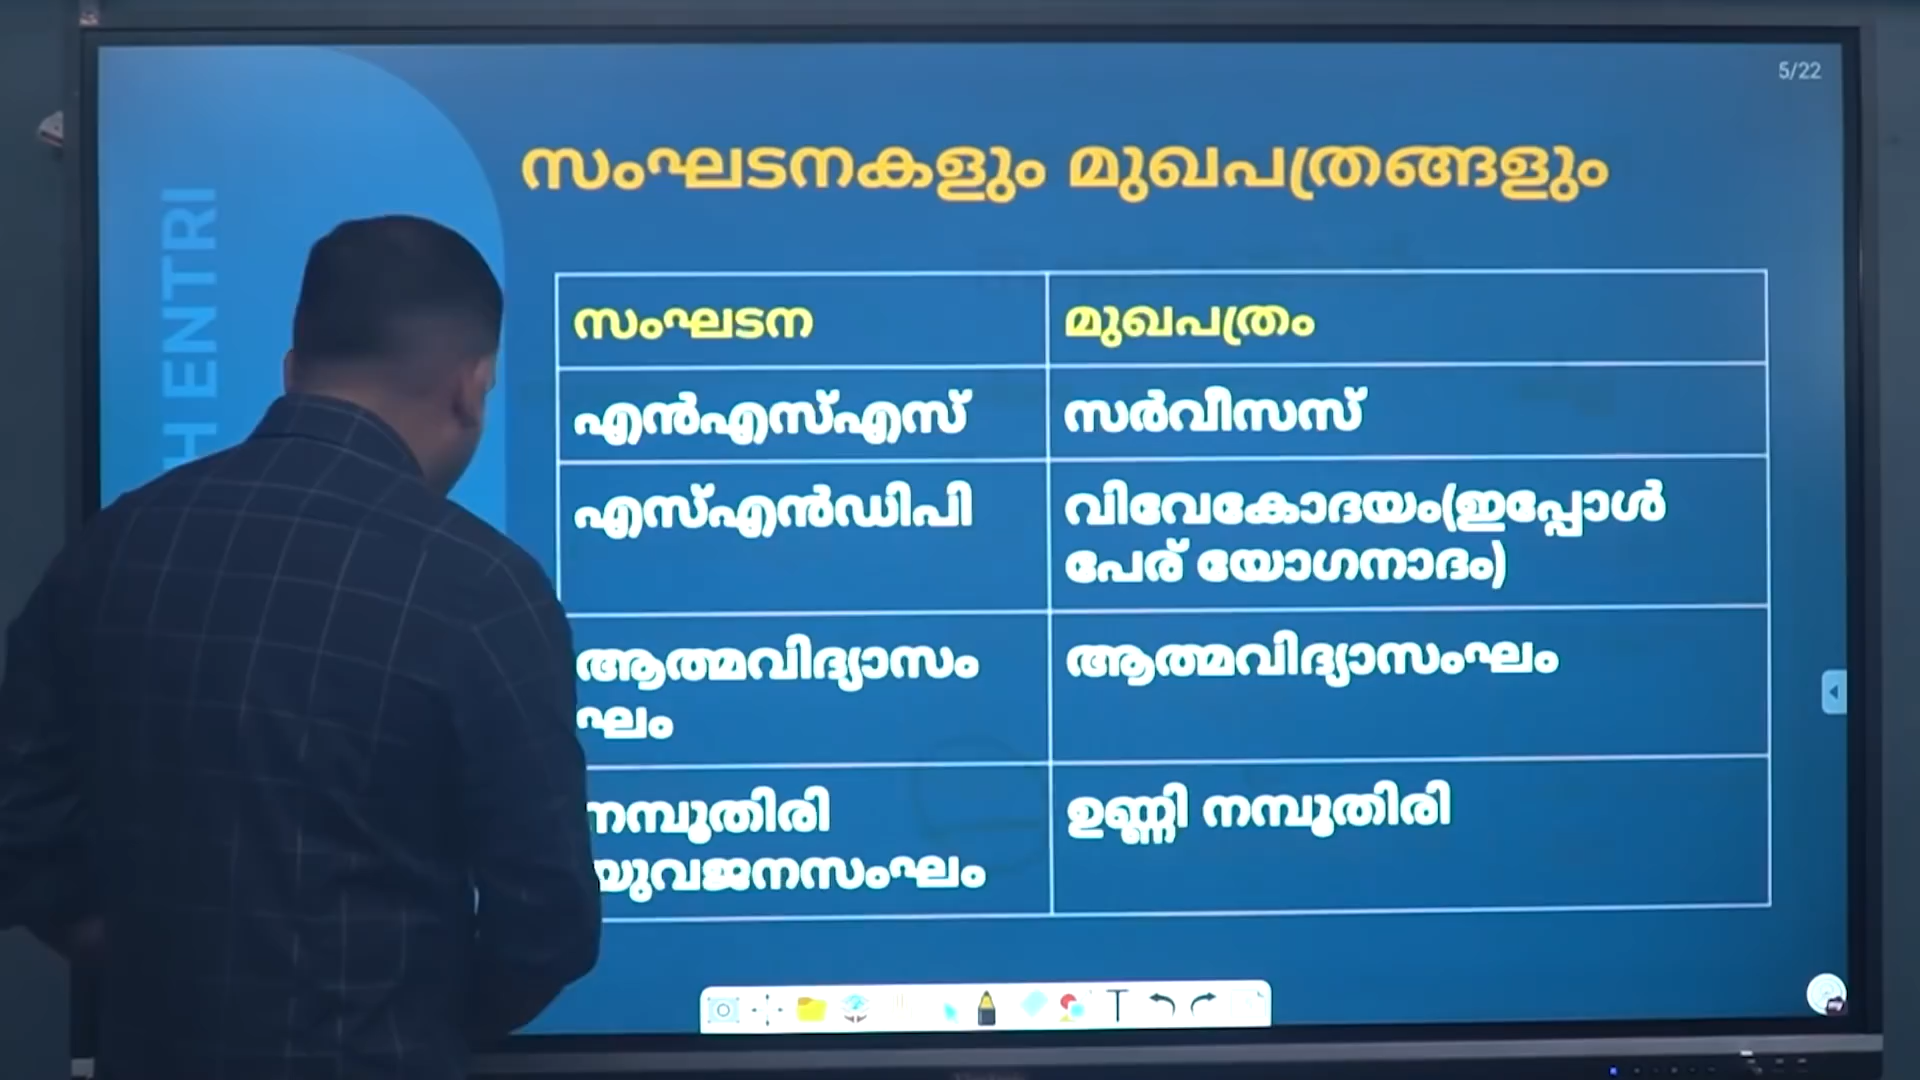 5/22
H ENTRI
സംഘടനകളും മുഖപത്രങ്ങളും
സംഘടന മുഖപത്രം
എൻഎസ്എസ് സർവീസസ്
എസ്എൻഡിപി വിവേകോദയം(ഇപ്പോൾ
പേര് യോഗനാദം)
ആത്മവിദ്യാസം ആത്മവിദ്യാസംഘം
ഘം
നമ്പൂതിരി ഉണ്ണി നമ്പൂതിരി
യുവജനസംഘം